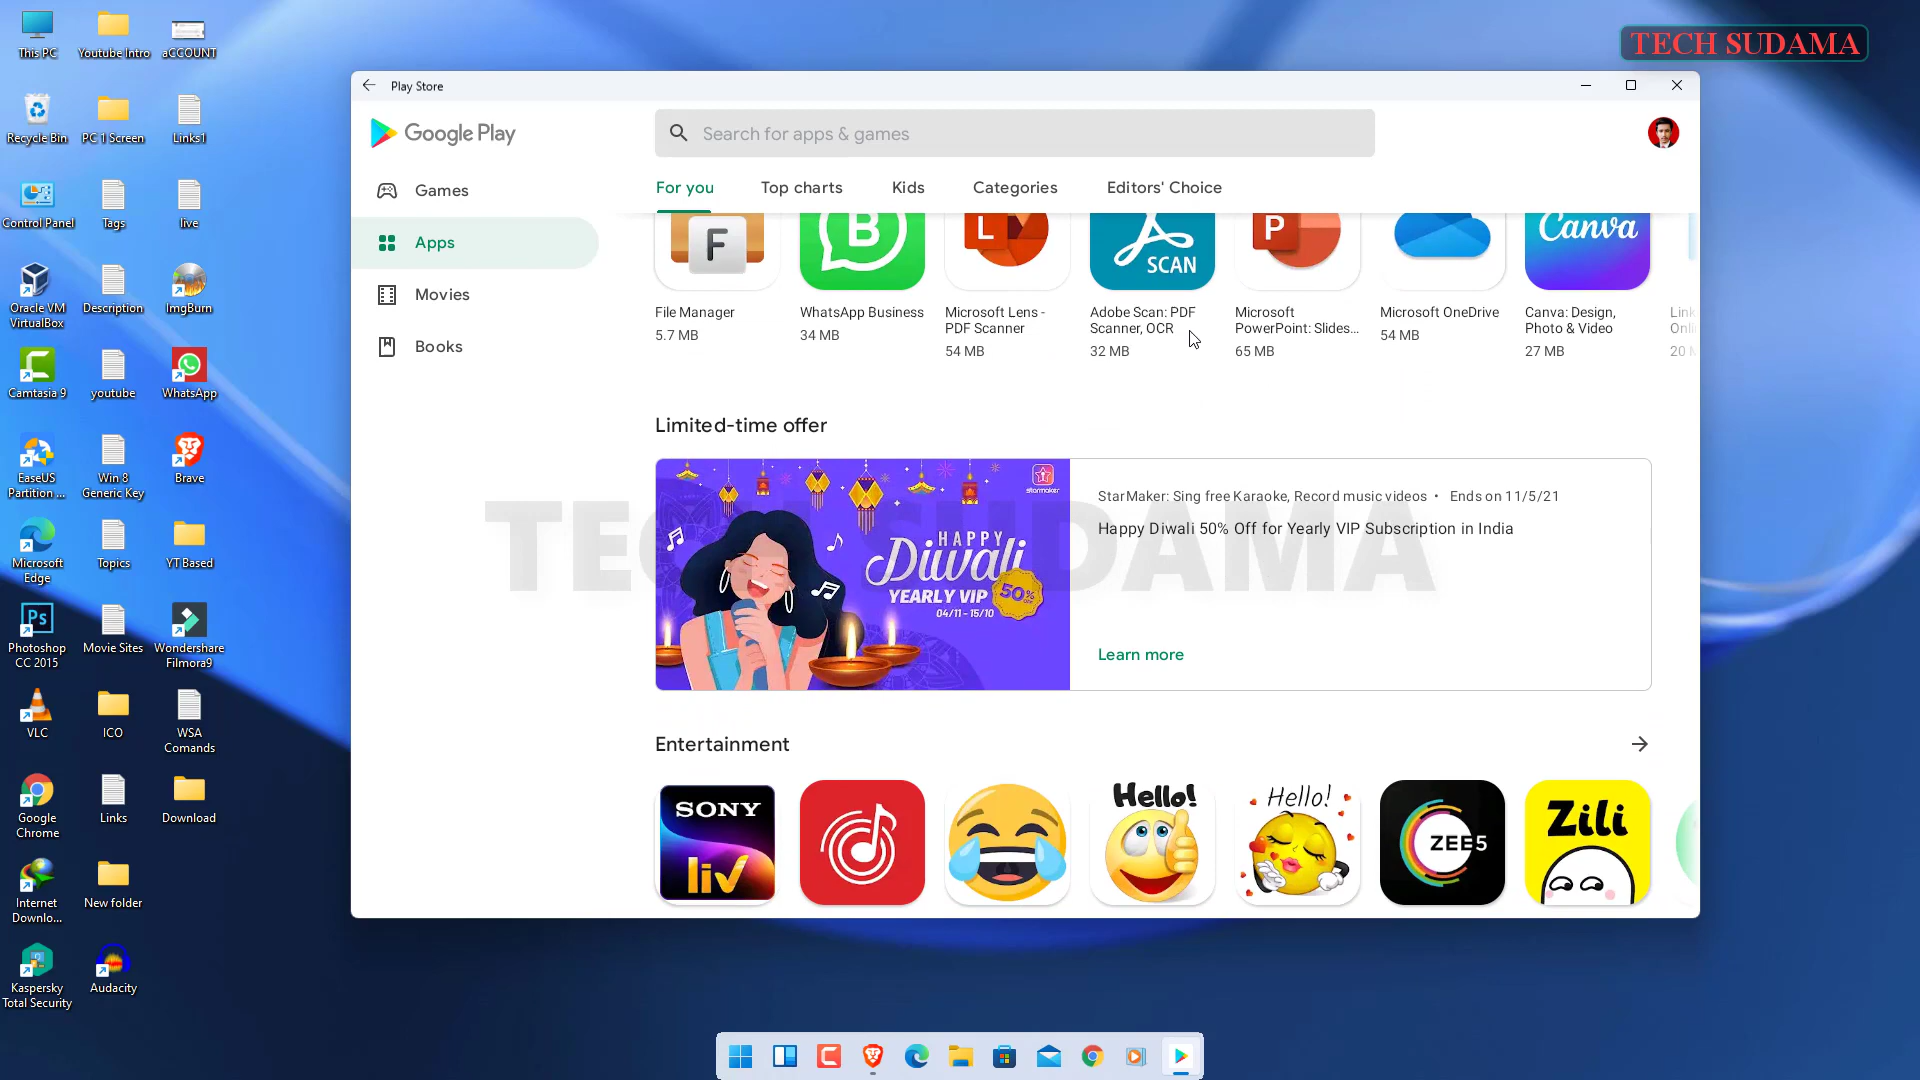 This PC
Youtube Intro
aCCOUNT
Recycle Bin
PC 1 Screen
Links1
Control Panel
Tags
live
Oracle VM
VirtualBox
Description
ImgBurn
Camtasia 9
youtube
WhatsApp
EaseUS
Partition ...
Win 8
Generic Key
Brave
Microsoft
Edge
Topics
YT Based
Photoshop
CC 2015
Movie Sites
Wondershare
Filmora9
VLC
ICO
WSA
Comands
Google
Chrome
Links
Download
Internet
Downlo...
New folder
Kaspersky
Total Security
Audacity
TECH SUDAMA
Play Store
Google Play
Search for apps & games
Games
Apps
Movies
Books
For you
Top charts
Kids
Categories
Editors' Choice
F
B
L
SCAN
P
Canva
File Manager
5.7 MB
WhatsApp Business
34 MB
Microsoft Lens -
PDF Scanner
54 MB
Adobe Scan: PDF
Scanner, OCR
32 MB
Microsoft
PowerPoint: Slides...
65 MB
Microsoft OneDrive
54 MB
Canva: Design,
Photo & Video
27 MB
Limited-time offer
starmaker
HAPPY
Diwali
YEARLY VIP
50% OFF
04/11 - 15/10
StarMaker: Sing free Karaoke, Record music videos • Ends on 11/5/21
Happy Diwali 50% Off for Yearly VIP Subscription in India
Learn more
TECH SUDAMA
Entertainment
SONY
liv
Hello!
Hello!
ZEE5
Zili
Ps
C